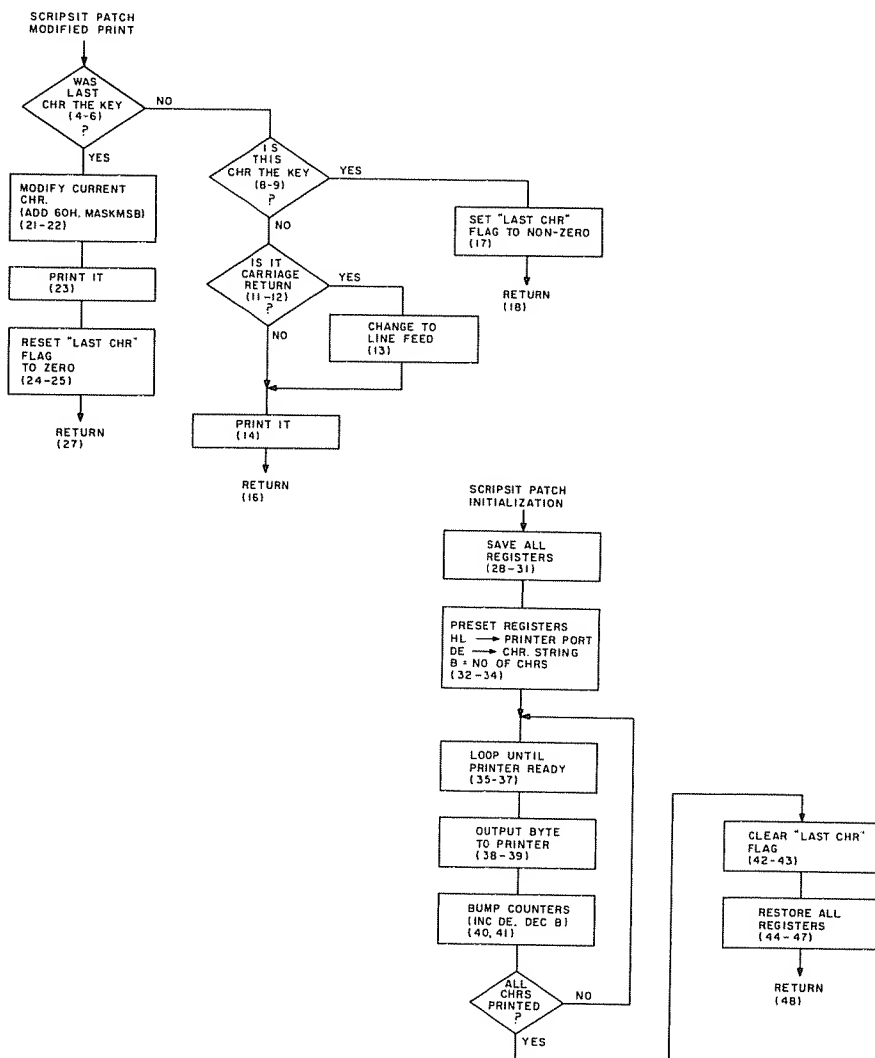 SCRIPSIT PATCH
MODIFIED PRINT
WAS
LAST
CHR THE KEY
(4-6)
?
NO
YES
MODIFY CURRENT
CHR.
(ADD 60H, MASKMSB)
(21-22)
PRINT IT
(23)
RESET "LAST CHR"
FLAG
TO ZERO
(24-25)
RETURN
(27)
IS
THIS
CHR THE KEY
(8-9)
?
YES
NO
SET "LAST CHR"
FLAG TO NON-ZERO
(17)
RETURN
(18)
IS IT
CARRIAGE
RETURN
(11-12)
?
YES
NO
CHANGE TO
LINE FEED
(13)
PRINT IT
(14)
RETURN
(16)
SCRIPSIT PATCH
INITIALIZATION
SAVE ALL
REGISTERS
(28-31)
PRESET REGISTERS
HL → PRINTER PORT
DE → CHR. STRING
B = NO OF CHRS
(32-34)
LOOP UNTIL
PRINTER READY
(35-37)
OUTPUT BYTE
TO PRINTER
(38-39)
BUMP COUNTERS
(INC DE, DEC B)
(40, 41)
ALL
CHRS
PRINTED
?
NO
YES
CLEAR "LAST CHR"
FLAG
(42-43)
RESTORE ALL
REGISTERS
(44-47)
RETURN
(48)